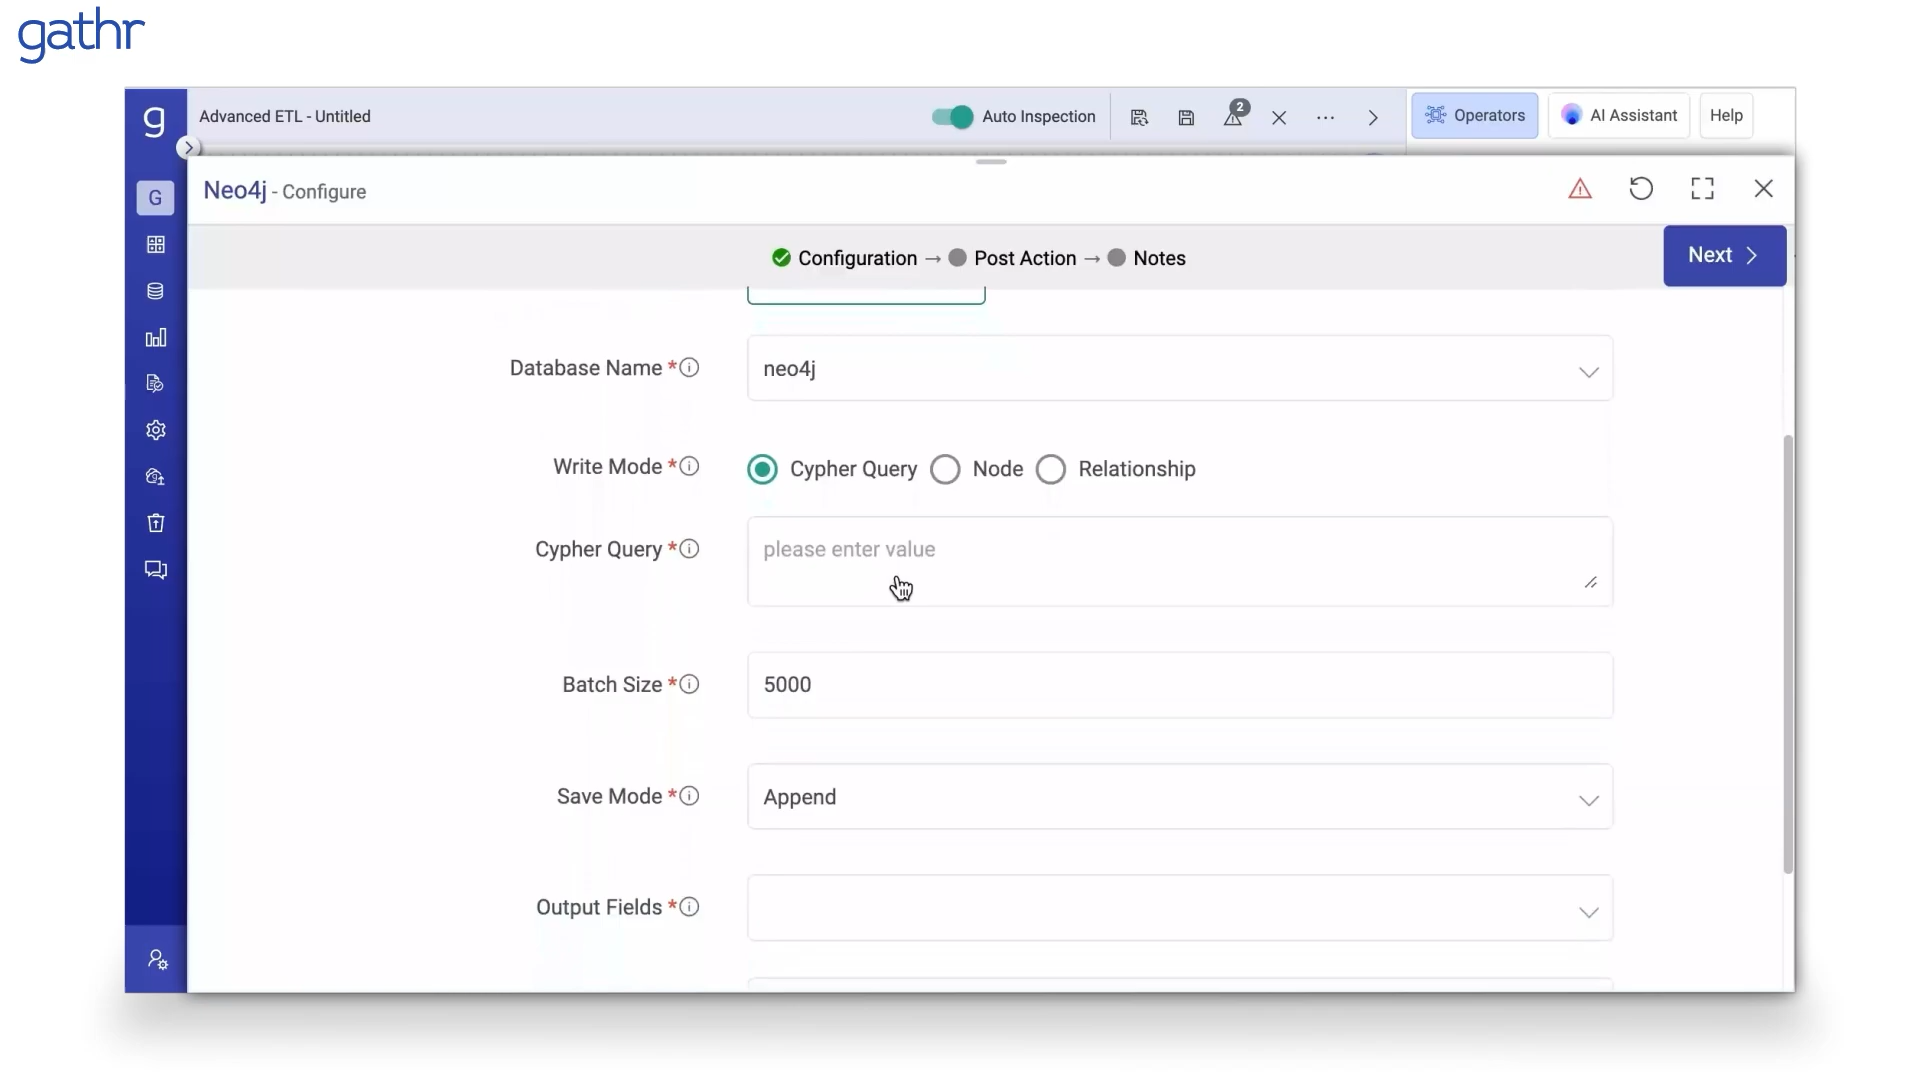 gathr
g
Advanced ETL - Untitled
Auto Inspection
2
Operators
AI Assistant
Help
G
Neo4j - Configure
Configuration → Post Action → Notes
Next
Database Name *
neo4j
Write Mode *
Cypher Query
Node
Relationship
Cypher Query *
please enter value
Batch Size *
5000
Save Mode *
Append
Output Fields *